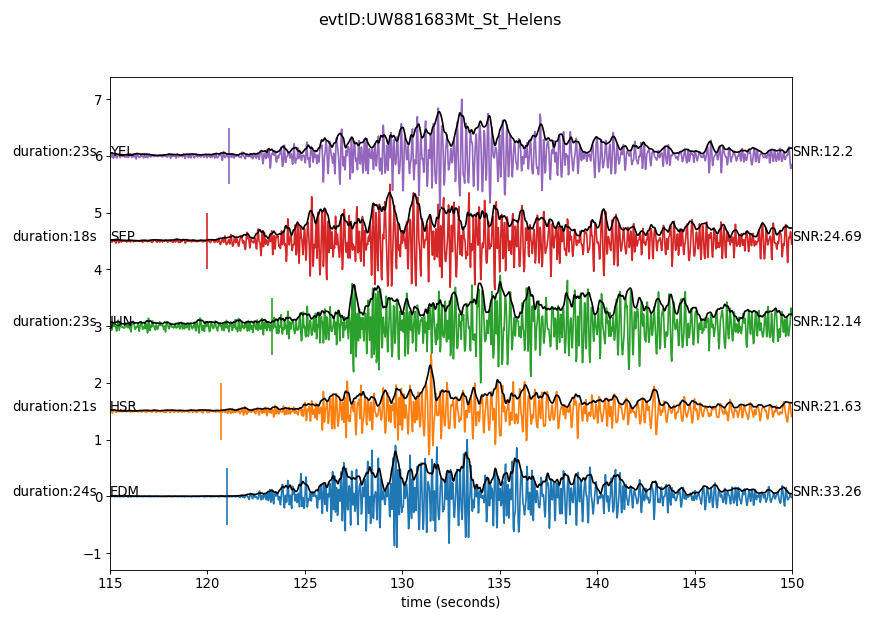 evtID:UW881683Mt_St_Helens
7
duration:23s 6 YEL SNR:12.2
5
duration:18s SEP SNR:24.69
4
duration:23s 3 JUN SNR:12.14
2
duration:21s HSR SNR:21.63
1
duration:24s 0 EDM SNR:33.26
−1
115 120 125 130 135 140 145 150
time (seconds)